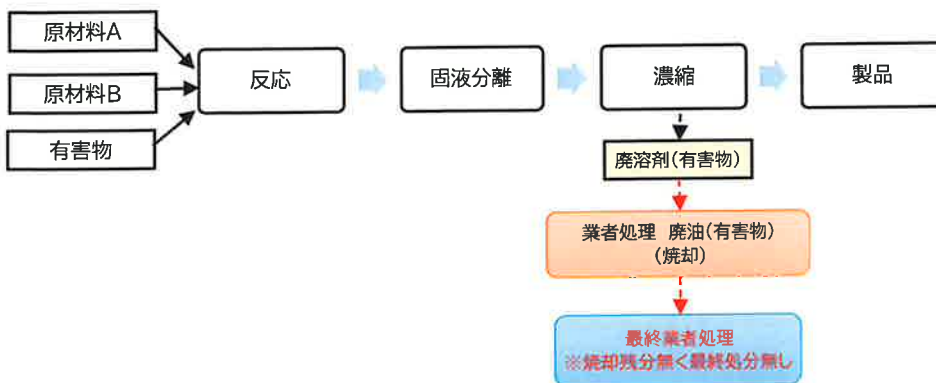 原材料A
原材料B
有害物
反応
固液分離
濃縮
製品
廃溶剤(有害物)
業者処理 廃油(有害物)
(焼却)
最終業者処理
※焼却残分無く最終処分無し